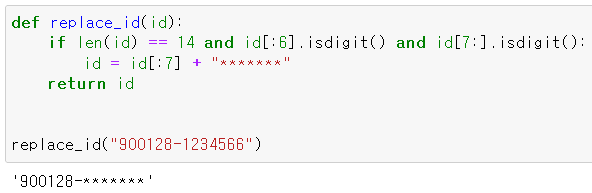 def replace_id(id):
    if len(id) == 14 and id[:6].isdigit() and id[7:].isdigit():
        id = id[:7] + "*******"
    return id
replace_id("900128-1234566")
'900128-*******'